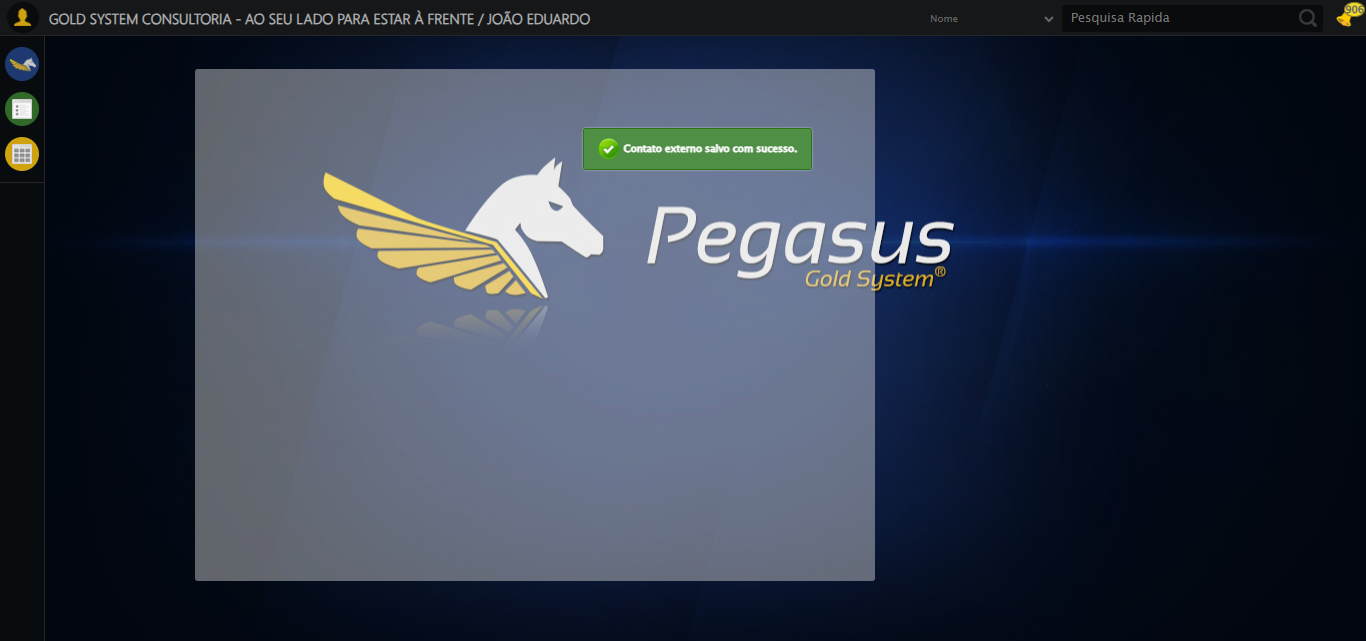 GOLD SYSTEM CONSULTORIA - AO SEU LADO PARA ESTAR À FRENTE / JOÃO EDUARDO
Nome
Pesquisa Rapida
906
Contato externo salvo com sucesso.
Pegasus
Gold System®